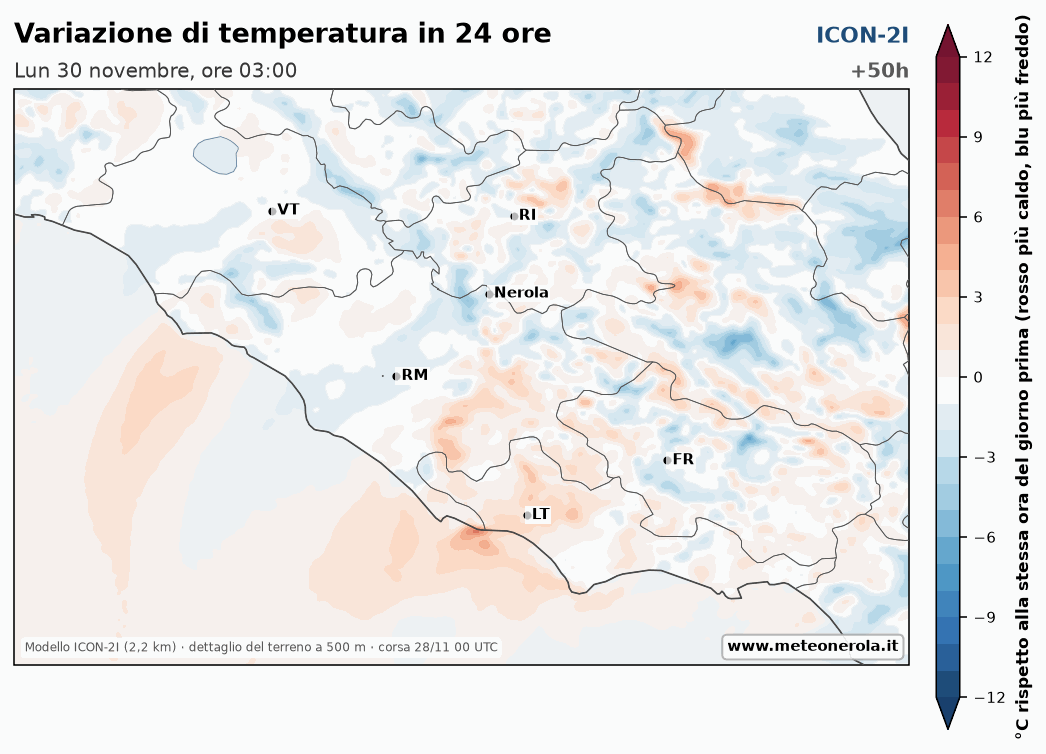 Variazione di temperatura in 24 ore
ICON-2I
Lun 30 novembre, ore 03:00
+50h
VT
RI
Nerola
RM
FR
LT
Modello ICON-2I (2,2 km) · dettaglio del terreno a 500 m · corsa 28/11 00 UTC
www.meteonerola.it
12
9
6
3
0
−3
−6
−9
−12
°C rispetto alla stessa ora del giorno prima (rosso più caldo, blu più freddo)